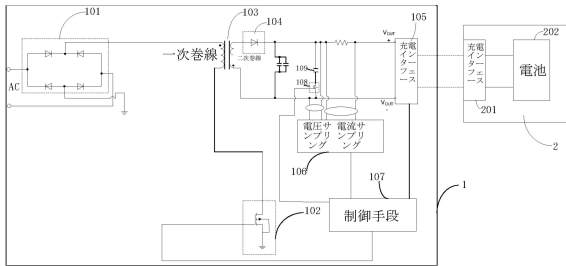 101
103
104
105
202
AC
一次巻線
二次巻線
109
108
V OUT
+
V OUT
-
充電インターフェース
充電インターフェース
電池
201
2
電圧サンプリング
電流サンプリング
106
107
1
制御手段
102